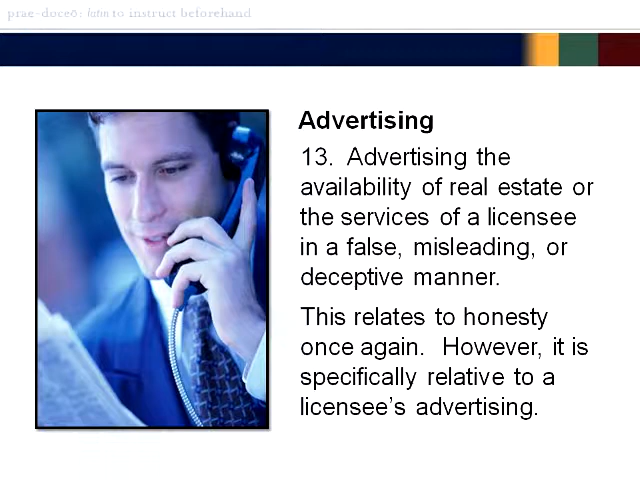 prae-doceō: latin to instruct beforehand
Advertising
13.  Advertising the
availability of real estate or
the services of a licensee
in a false, misleading, or
deceptive manner.
This relates to honesty
once again.  However, it is
specifically relative to a
licensee’s advertising.